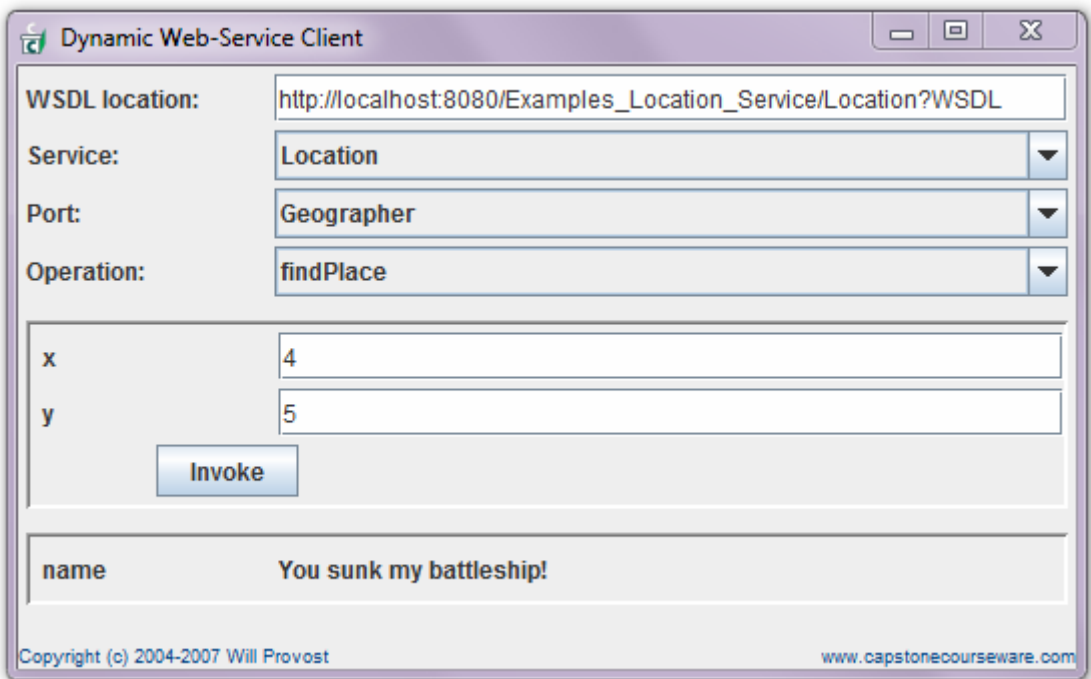 Dynamic Web-Service Client
WSDL location: http://localhost:8080/Examples_Location_Service/Location?WSDL
Service: Location
Port: Geographer
Operation: findPlace
x 4
y 5
Invoke
name You sunk my battleship!
Copyright (c) 2004-2007 Will Provost www.capstonecourseware.com